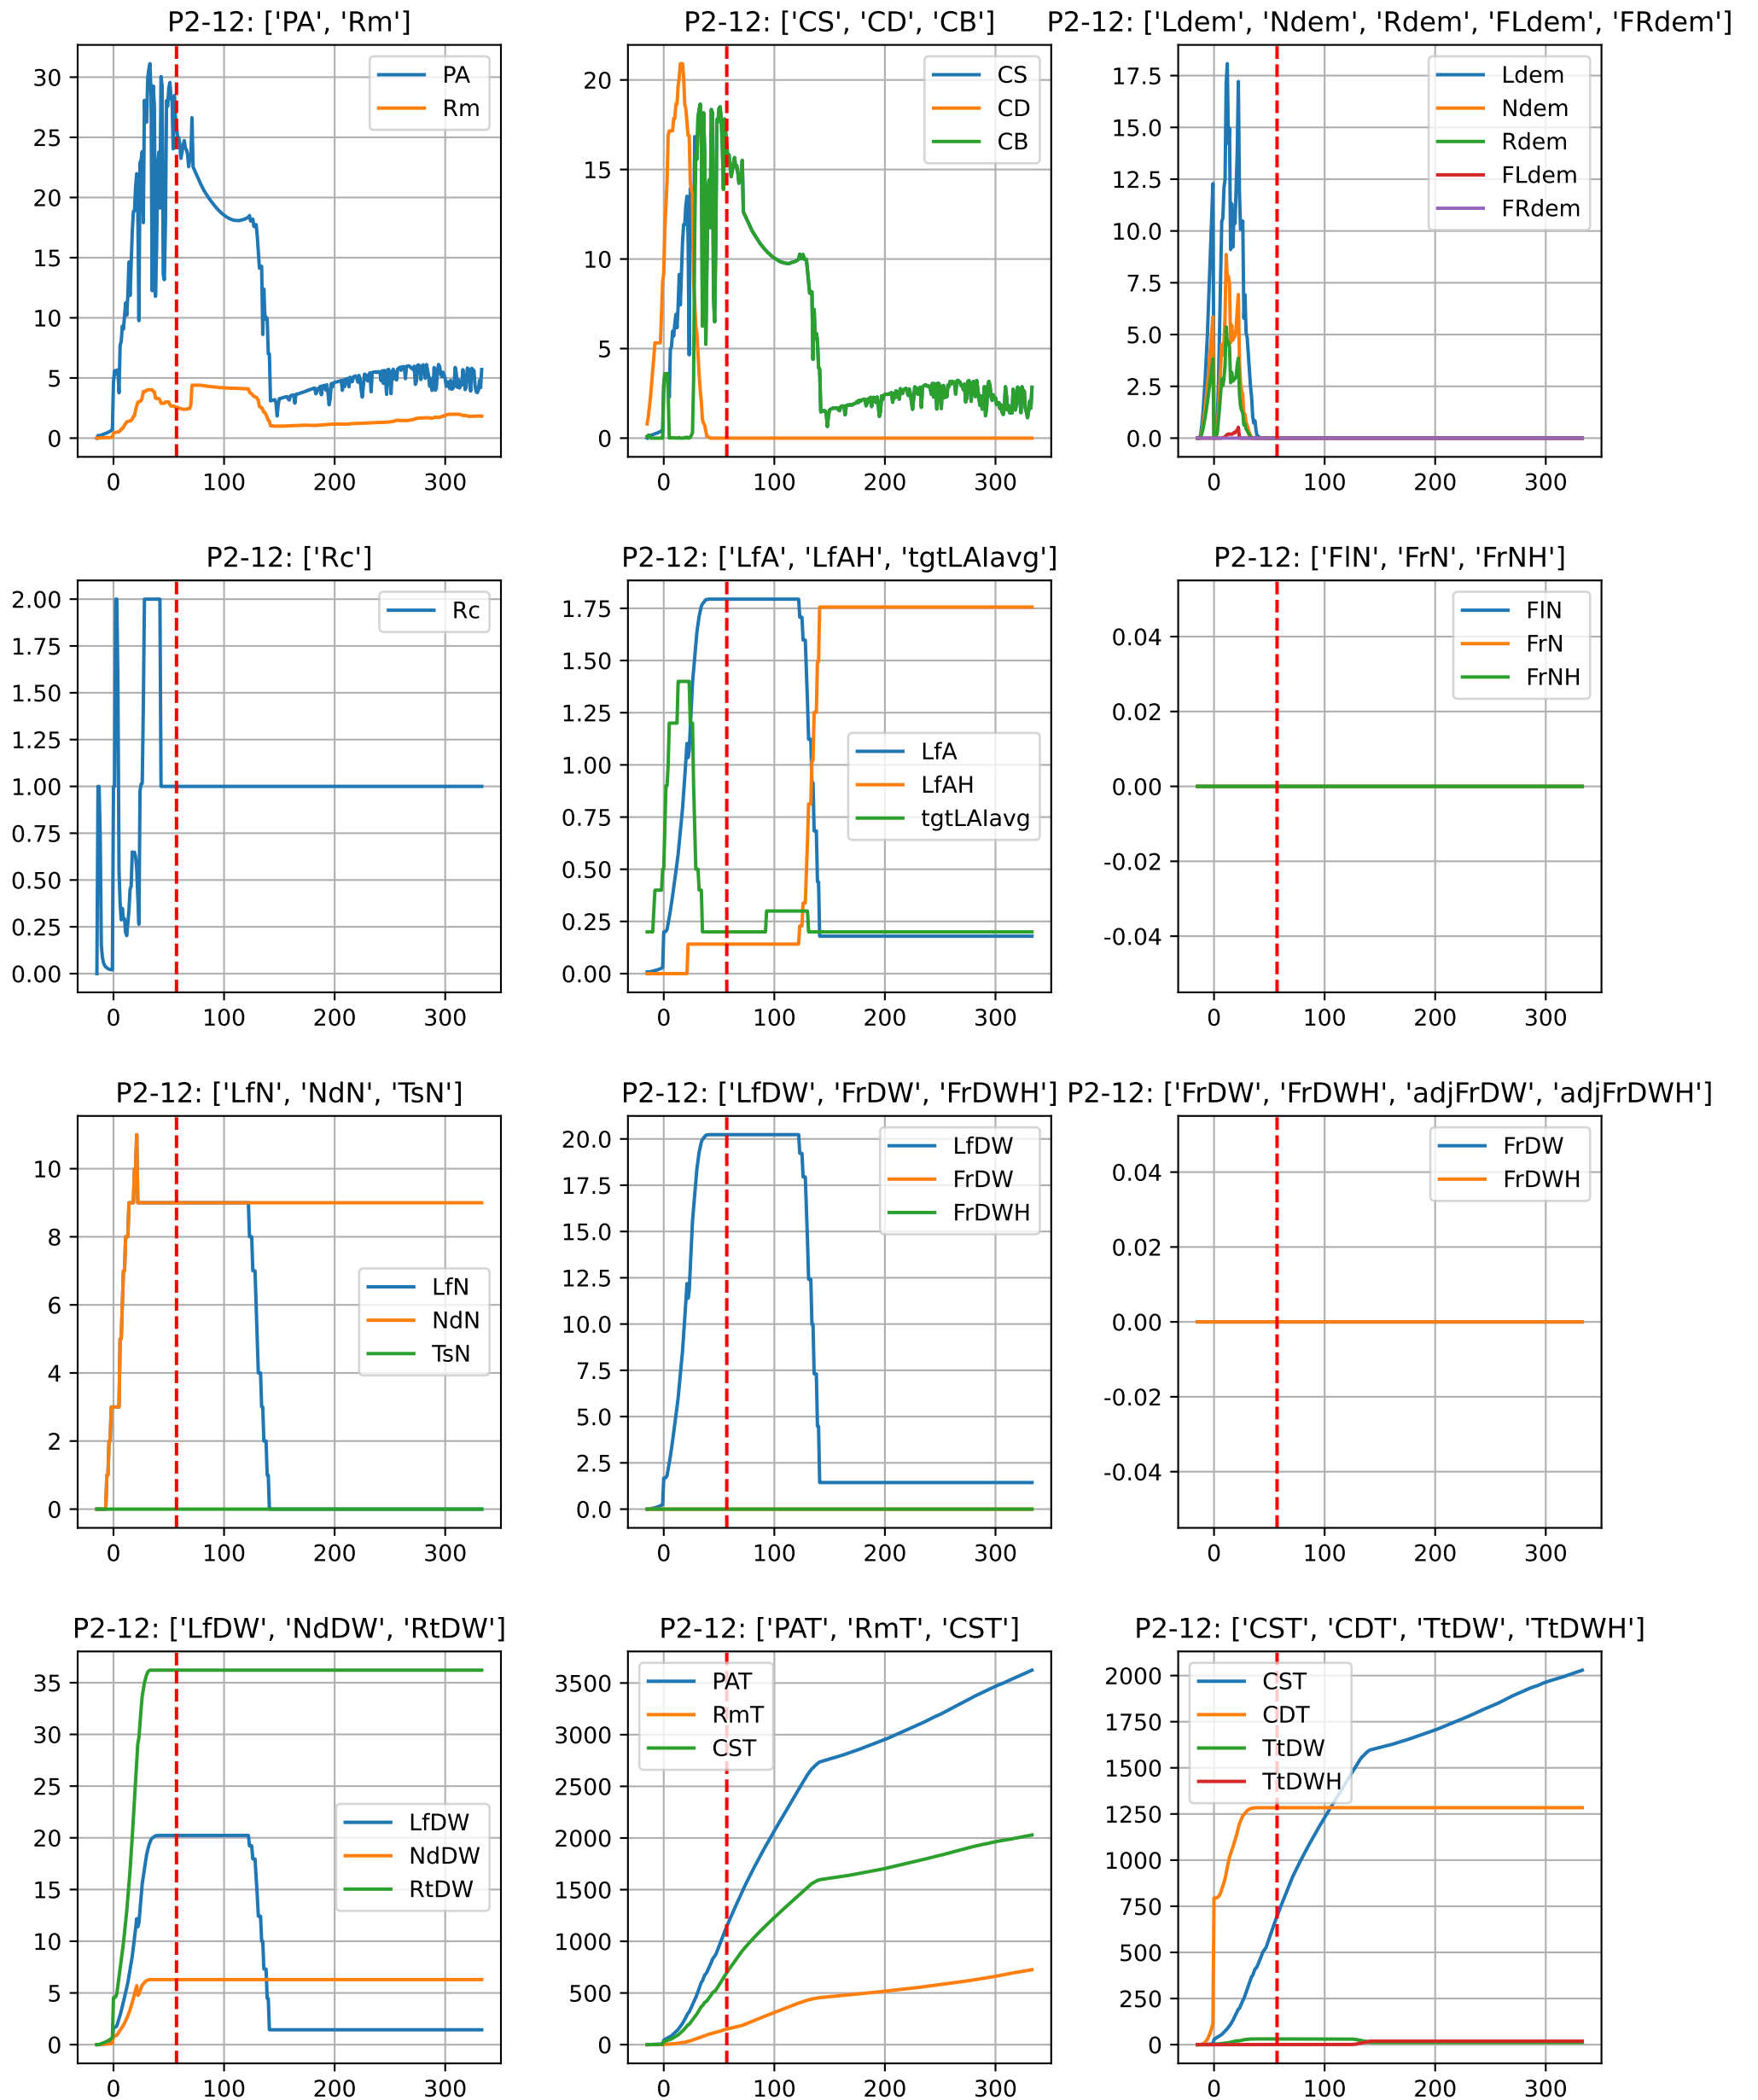 P2-12: ['PA', 'Rm']
30
25
20
15
10
5
0
0 100 200 300
PA
Rm
P2-12: ['CS', 'CD', 'CB']
20
15
10
5
0
0 100 200 300
CS
CD
CB
P2-12: ['Ldem', 'Ndem', 'Rdem', 'FLdem', 'FRdem']
17.5
15.0
12.5
10.0
7.5
5.0
2.5
0.0
0 100 200 300
Ldem
Ndem
Rdem
FLdem
FRdem
P2-12: ['Rc']
2.00
1.75
1.50
1.25
1.00
0.75
0.50
0.25
0.00
0 100 200 300
Rc
P2-12: ['LfA', 'LfAH', 'tgtLAIavg']
1.75
1.50
1.25
1.00
0.75
0.50
0.25
0.00
0 100 200 300
LfA
LfAH
tgtLAIavg
P2-12: ['FlN', 'FrN', 'FrNH']
0.04
0.02
0.00
-0.02
-0.04
0 100 200 300
FlN
FrN
FrNH
P2-12: ['LfN', 'NdN', 'TsN']
10
8
6
4
2
0
0 100 200 300
LfN
NdN
TsN
P2-12: ['LfDW', 'FrDW', 'FrDWH']
20.0
17.5
15.0
12.5
10.0
7.5
5.0
2.5
0.0
0 100 200 300
LfDW
FrDW
FrDWH
P2-12: ['FrDW', 'FrDWH', 'adjFrDW', 'adjFrDWH']
0.04
0.02
0.00
-0.02
-0.04
0 100 200 300
FrDW
FrDWH
P2-12: ['LfDW', 'NdDW', 'RtDW']
35
30
25
20
15
10
5
0
0 100 200 300
LfDW
NdDW
RtDW
P2-12: ['PAT', 'RmT', 'CST']
3500
3000
2500
2000
1500
1000
500
0
0 100 200 300
PAT
RmT
CST
P2-12: ['CST', 'CDT', 'TtDW', 'TtDWH']
2000
1750
1500
1250
1000
750
500
250
0
0 100 200 300
CST
CDT
TtDW
TtDWH